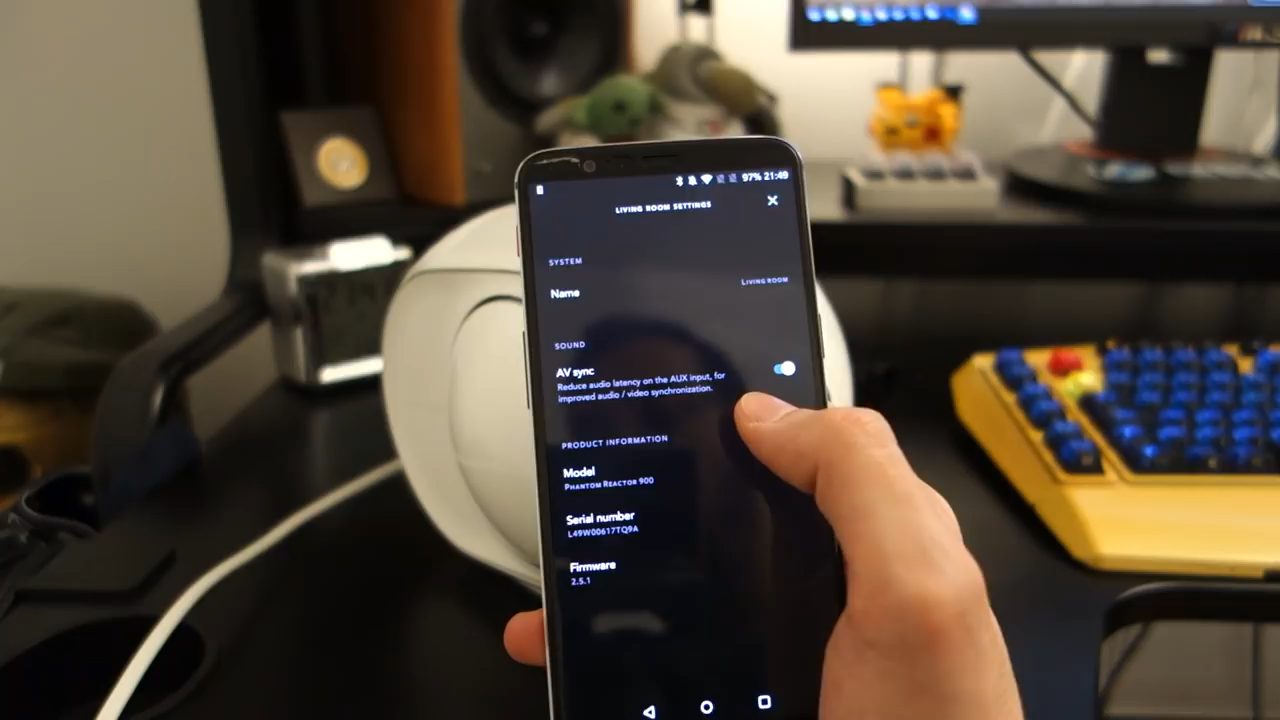 97% 21:49
LIVING ROOM SETTINGS
SYSTEM
Name
LIVING ROOM
SOUND
AV sync
Reduce audio latency on the AUX input, for
improved audio / video synchronization.
PRODUCT INFORMATION
Model
PHANTOM REACTOR 900
Serial number
L49W00617TQ9A
Firmware
2.5.1